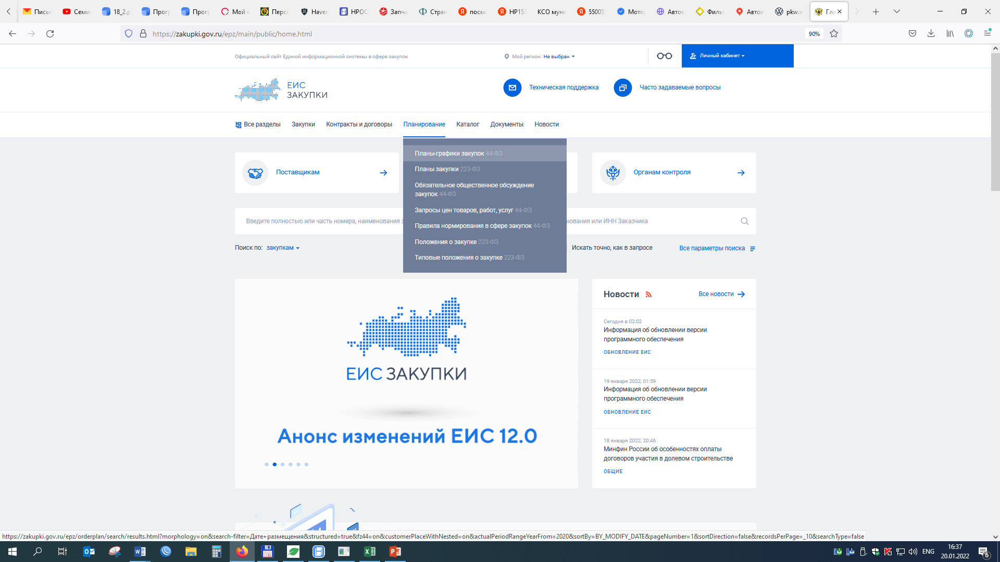 Письм
Семи
18_2.p
Прогр
Прогр
Мой к
Персо
Haven
НРОС
Запча
Стран
посмо
HP153
КСО муни
55005
Мотор
Автом
Фильт
Автои
pkw.v
Гла
https://zakupki.gov.ru/epz/main/public/home.html
90%
Официальный сайт Единой информационной системы в сфере закупок
Мой регион: Не выбран
Личный кабинет
ЕИС
ЗАКУПКИ
Техническая поддержка
Часто задаваемые вопросы
Все разделы
Закупки
Контракты и договоры
Планирование
Каталог
Документы
Новости
Планы-графики закупок 44-ФЗ
Планы закупки 223-ФЗ
Обязательное общественное обсуждение
закупок 44-ФЗ
Запросы цен товаров, работ, услуг 44-ФЗ
Правила нормирования в сфере закупок 44-ФЗ
Положения о закупке 223-ФЗ
Типовые положения о закупке 223-ФЗ
Поставщикам
Органам контроля
Введите полностью или часть номера, наименования з
нования или ИНН Заказчика
Поиск по: закупкам
Искать точно, как в запросе
Все параметры поиска
ЕИС ЗАКУПКИ
Анонс изменений ЕИС 12.0
Новости
Все новости
Сегодня в 02:02
Информация об обновлении версии
программного обеспечения
ОБНОВЛЕНИЕ ЕИС
19 января 2022, 01:59
Информация об обновлении версии
программного обеспечения
ОБНОВЛЕНИЕ ЕИС
18 января 2022, 20:46
Минфин России об особенностях оплаты
договоров участия в долевом строительстве
ОБЩИЕ
https://zakupki.gov.ru/epz/orderplan/search/results.html?morphology=on&search-filter=Дате+размещения&structured=true&fz44=on&customerPlaceWithNested=on&actualPeriodRangeYearFrom=2020&sortBy=BY_MODIFY_DATE&pageNumber=1&sortDirection=false&recordsPerPage=_10&searchType=false
ENG
16:37
20.01.2022
6